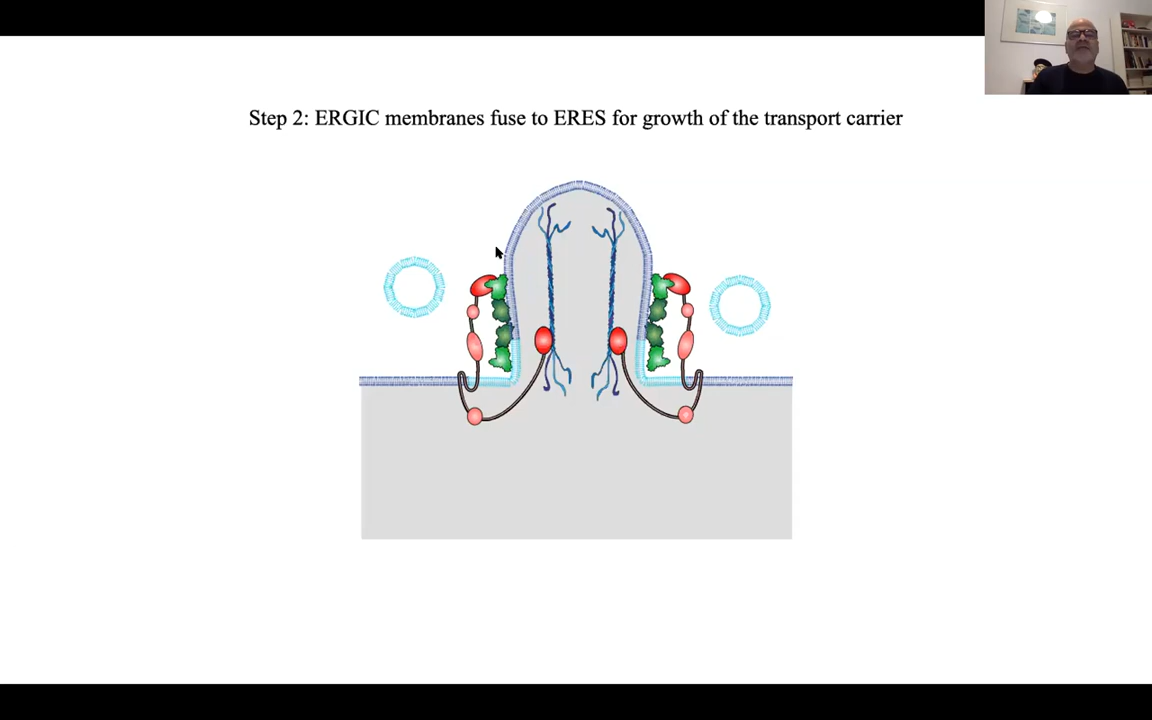 Step 2: ERGIC membranes fuse to ERES for growth of the transport carrier